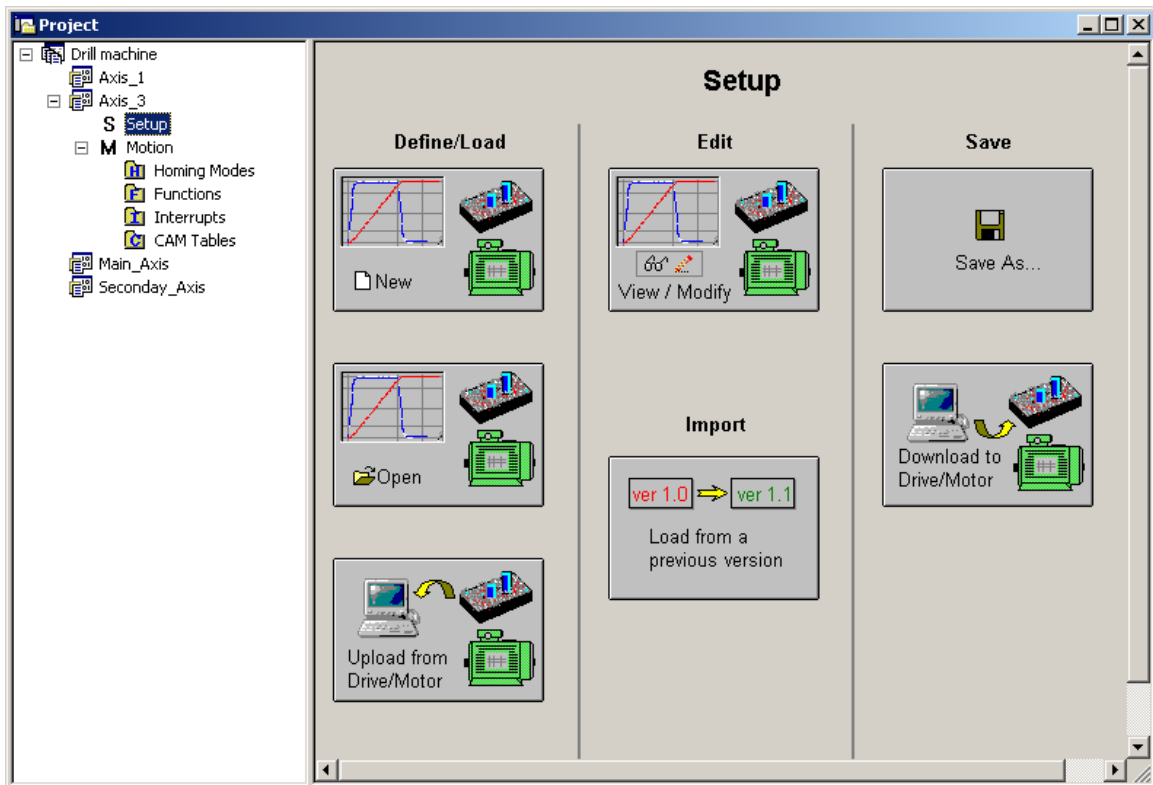 Project
Drill machine
Axis_1
Axis_3
S Setup
M Motion
H Homing Modes
F Functions
I Interrupts
C CAM Tables
Main_Axis
Seconday_Axis
Setup
Define/Load
New
Open
Upload from
Drive/Motor
Edit
View / Modify
Import
ver 1.0 ver 1.1
Load from a
previous version
Save
Save As...
Download to
Drive/Motor